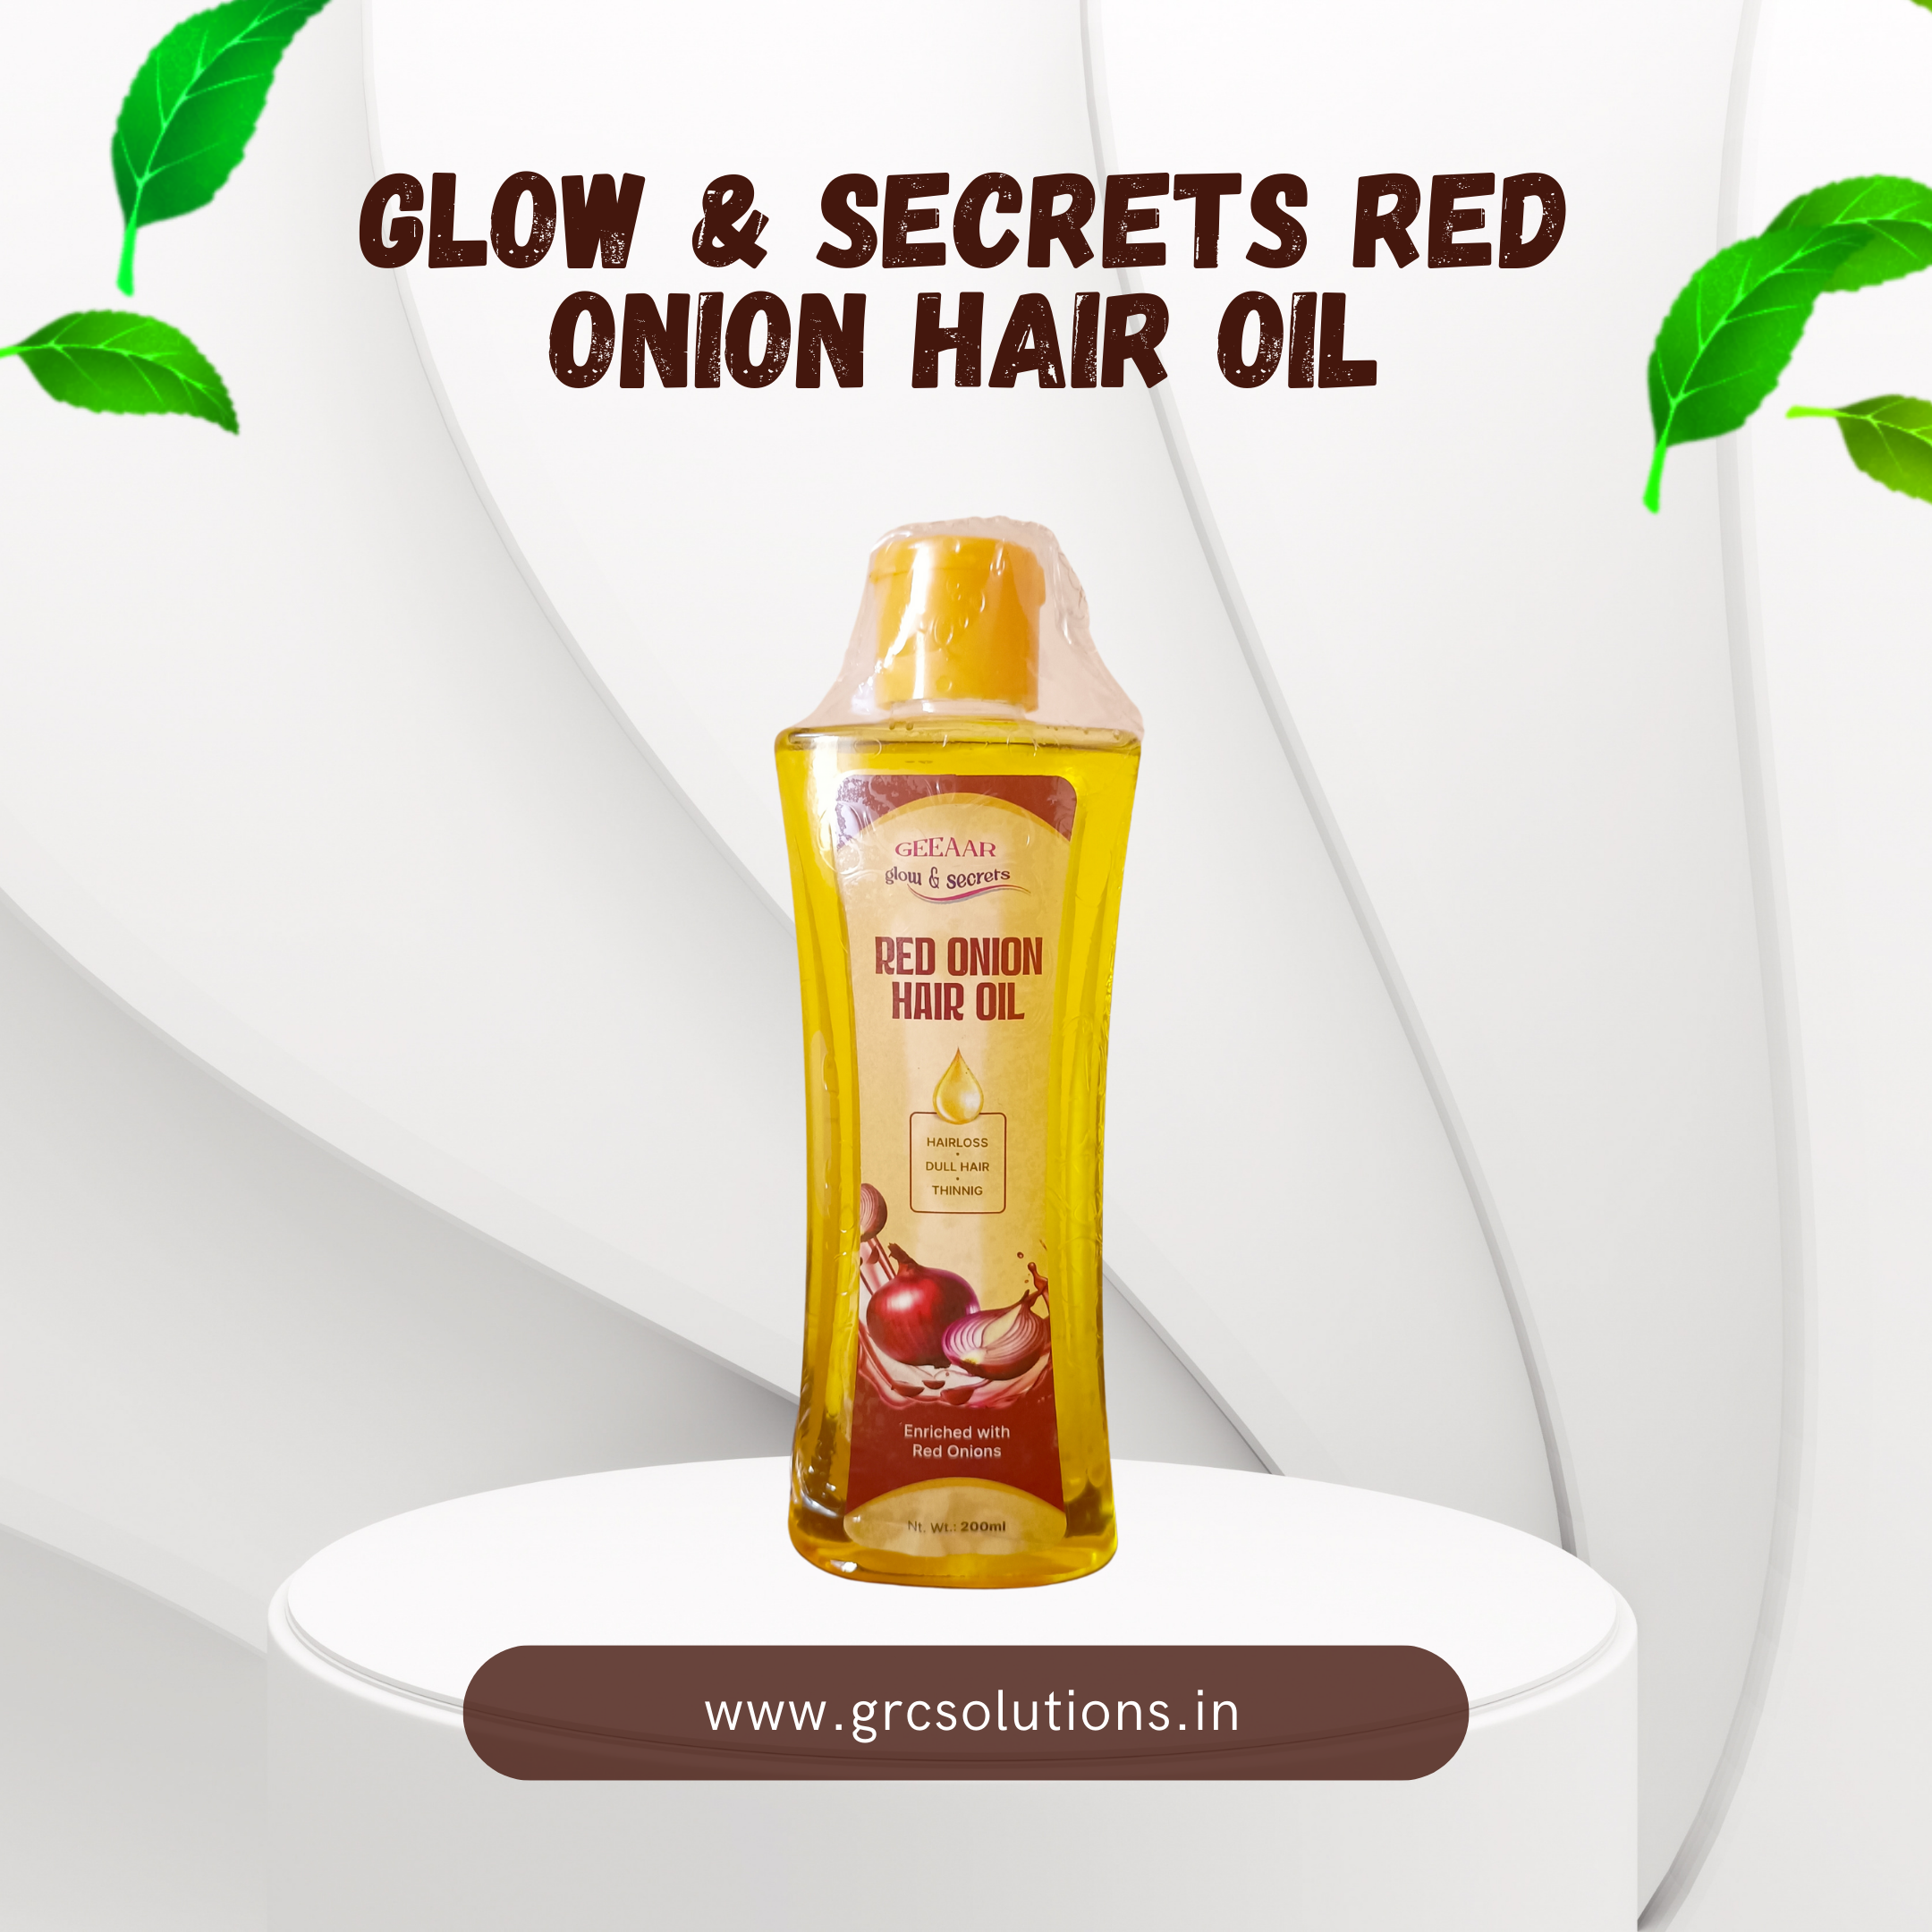 GLOW & SECRETS RED
ONION HAIR OIL
GEEAAR
glow & secrets
RED ONION
HAIR OIL
HAIRLOSS
•
DULL HAIR
•
THINNIG
Enriched with
Red Onions
Nt. Wt.: 200ml
www.grcsolutions.in